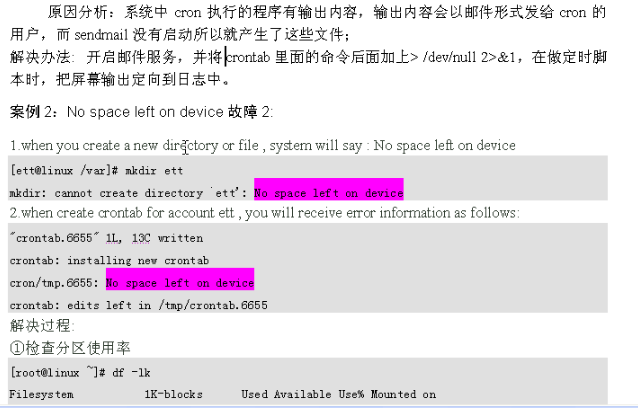 原因分析：系统中 cron 执行的程序有输出内容，输出内容会以邮件形式发给 cron 的
用户，而 sendmail 没有启动所以就产生了这些文件；
解决办法: 开启邮件服务，并将crontab 里面的命令后面加上> /dev/null 2>&1，在做定时脚
本时，把屏幕输出定向到日志中。
案例 2：No space left on device 故障 2:
1.when you create a new directory or file , system will say : No space left on device
[ett@linux /var]# mkdir ett
mkdir: cannot create directory `ett': No space left on device
2.when create crontab for account ett , you will receive error information as follows:
"crontab.6655" 1L, 13C written
crontab: installing new crontab
cron/tmp.6655: No space left on device
crontab: edits left in /tmp/crontab.6655
解决过程:
①检查分区使用率
[root@linux ~]# df -lk
Filesystem 1K-blocks Used Available Use% Mounted on